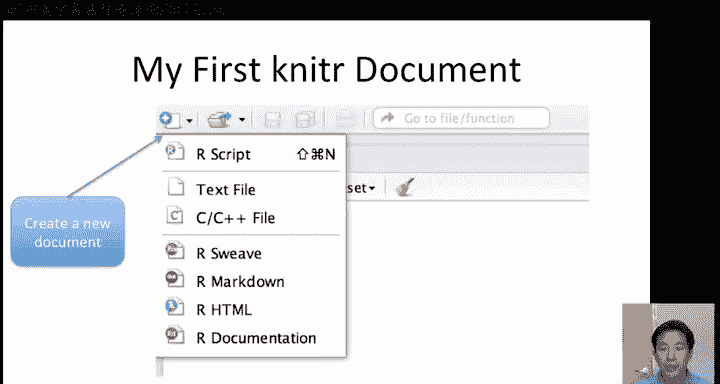 My First knitr Document
Go to file/function
R Script ⇧⌘N
Text File
set
C/C++ File
Create a new
document
R Sweave
R Markdown
R HTML
R Documentation